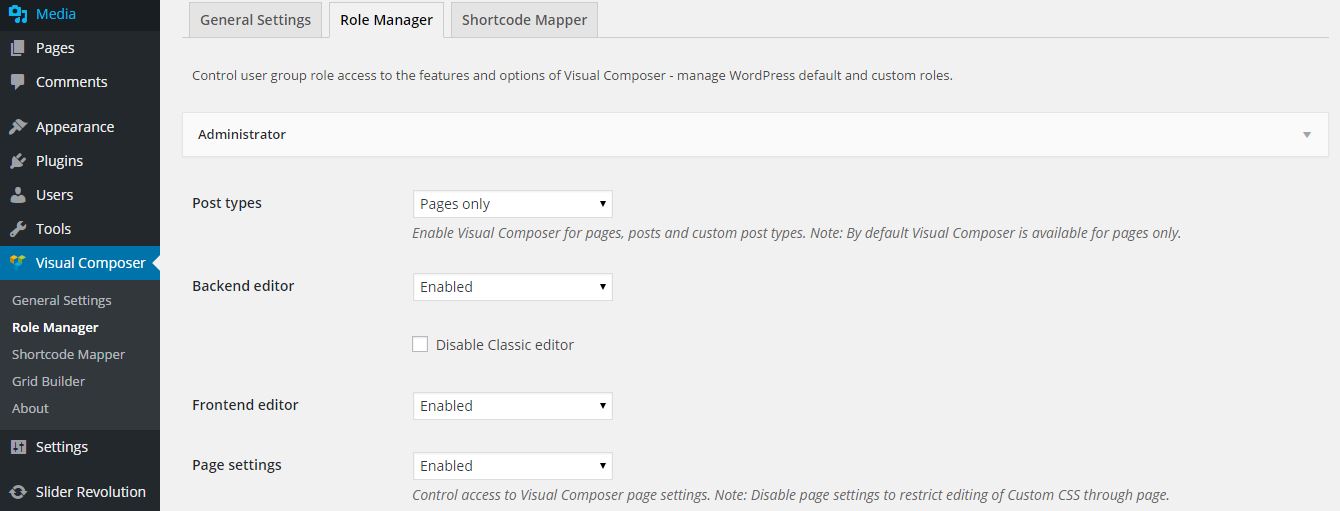 Media
Pages
Comments
Appearance
Plugins
Users
Tools
Visual Composer
General Settings
Role Manager
Shortcode Mapper
Grid Builder
About
Settings
Slider Revolution
General Settings
Role Manager
Shortcode Mapper
Control user group role access to the features and options of Visual Composer - manage WordPress default and custom roles.
Administrator
Post types
Pages only
Enable Visual Composer for pages, posts and custom post types. Note: By default Visual Composer is available for pages only.
Backend editor
Enabled
Disable Classic editor
Frontend editor
Enabled
Page settings
Enabled
Control access to Visual Composer page settings. Note: Disable page settings to restrict editing of Custom CSS through page.